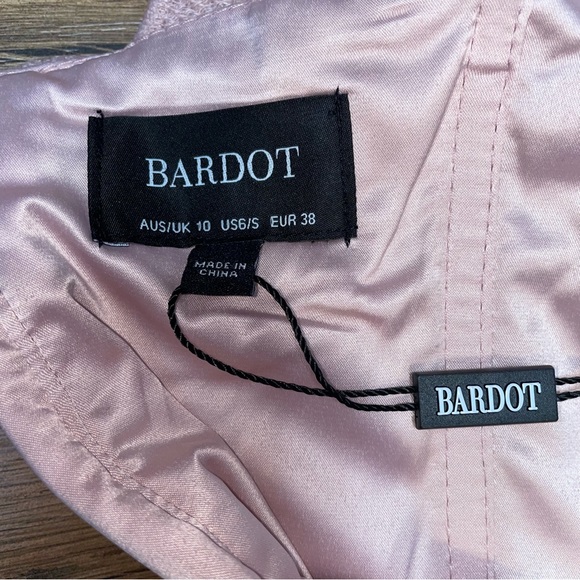 BARDOT
AUS/UK 10 US6/S EUR 38
MADE IN
CHINA
BARDOT